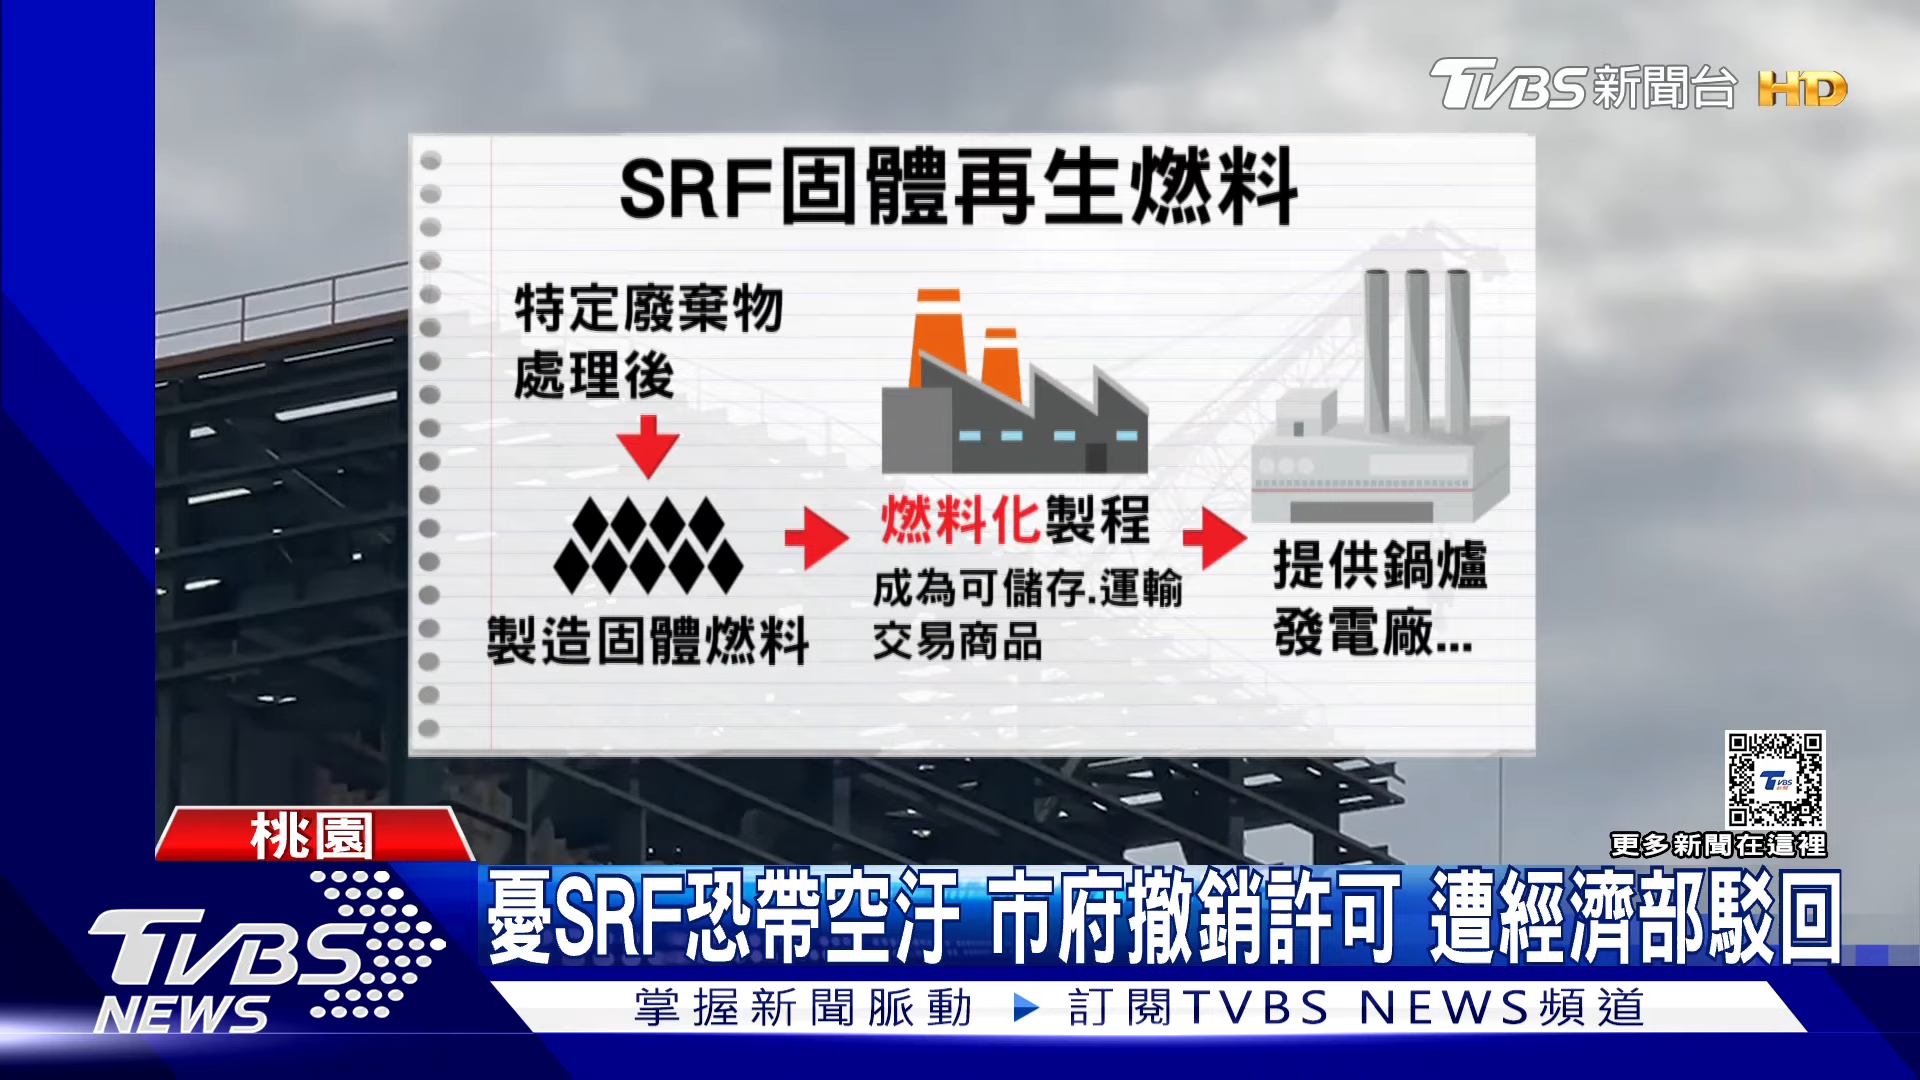 TVBS新聞台 HD
SRF固體再生燃料
特定廢棄物
處理後
製造固體燃料
燃料化製程
成為可儲存.運輸
交易商品
提供鍋爐
發電廠...
TVBS
新聞
更多新聞在這裡
桃園
憂SRF恐帶空汙 市府撤銷許可 遭經濟部駁回
TVBS
NEWS
掌握新聞脈動 ▶ 訂閱TVBS NEWS頻道